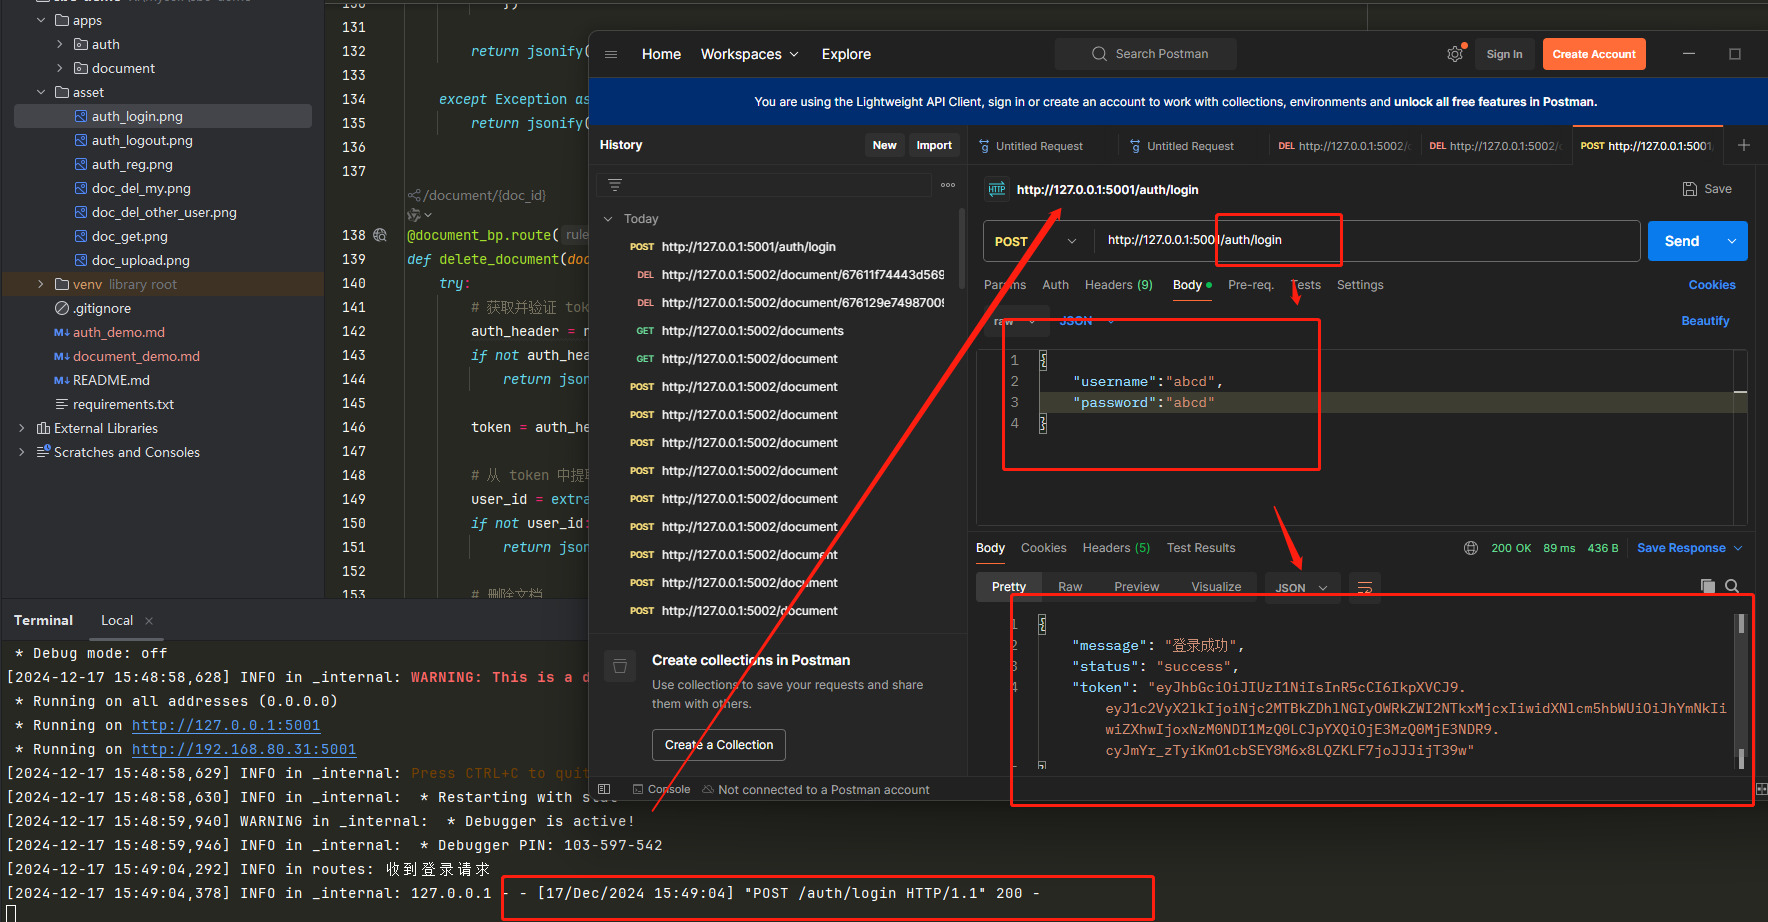 apps
auth
document
asset
auth_login.png
auth_logout.png
auth_reg.png
doc_del_my.png
doc_del_other_user.png
doc_get.png
doc_upload.png
venv library root
.gitignore
auth_demo.md
document_demo.md
README.md
requirements.txt
External Libraries
Scratches and Consoles
130 })
131
132 return jsonify(
133
134 except Exception as
135 return jsonify(
136
137
/document/{doc_id}
138 @document_bp.route( rule
139 def delete_document(doc
140 try:
141 # 获取并验证 tok
142 auth_header = r
143 if not auth_hea
144 return json
145
146 token = auth_he
147
148 # 从 token 中提取
149 user_id = extra
150 if not user_id:
151 return json
152
153 # 删除文档
Home Workspaces Explore
Search Postman
Sign In
Create Account
You are using the Lightweight API Client, sign in or create an account to work with collections, environments and unlock all free features in Postman.
History
New Import
Today
POST http://127.0.0.1:5001/auth/login
DEL http://127.0.0.1:5002/document/67611f74443d569
DEL http://127.0.0.1:5002/document/676129e7498700
GET http://127.0.0.1:5002/documents
GET http://127.0.0.1:5002/document
POST http://127.0.0.1:5002/document
POST http://127.0.0.1:5002/document
POST http://127.0.0.1:5002/document
POST http://127.0.0.1:5002/document
POST http://127.0.0.1:5002/document
POST http://127.0.0.1:5002/document
POST http://127.0.0.1:5002/document
POST http://127.0.0.1:5002/document
POST http://127.0.0.1:5002/document
Create collections in Postman
Use collections to save your requests and share
them with others.
Create a Collection
Console Not connected to a Postman account
Untitled Request
Untitled Request
DEL http://127.0.0.1:5002/
DEL http://127.0.0.1:5002/
POST http://127.0.0.1:5001
HTTP http://127.0.0.1:5001/auth/login
Save
POST http://127.0.0.1:5001/auth/login
Send
Params Auth Headers (9) Body Pre-req. Tests Settings Cookies
raw JSON Beautify
1 {
2 "username":"abcd",
3 "password":"abcd"
4 }
Body Cookies Headers (5) Test Results 200 OK 89 ms 436 B Save Response
Pretty Raw Preview Visualize JSON
1 {
2 "message": "登录成功",
3 "status": "success",
4 "token": "eyJhbGciOiJIUzI1NiIsInR5cCI6IkpXVCJ9.
eyJ1c2VyX2lkIjoiNjc2MTBkZDhlNGIyOWRkZWI2NTkxMjcxIiwidXNlcm5hbWUiOiJhYmNkIi
wiZXhwIjoxNzM0NDI1MzQ0LCJpYXQiOjE3MzQ0MjE3NDR9.
cyJmYr_zTyiKmO1cbSEY8M6x8LQZKLF7joJJJijT39w"
}
Terminal Local
* Debug mode: off
[2024-12-17 15:48:58,628] INFO in _internal: WARNING: This is a d
* Running on all addresses (0.0.0.0)
* Running on http://127.0.0.1:5001
* Running on http://192.168.80.31:5001
[2024-12-17 15:48:58,629] INFO in _internal: Press CTRL+C to quit
[2024-12-17 15:48:58,630] INFO in _internal: * Restarting with stat
[2024-12-17 15:48:59,940] WARNING in _internal: * Debugger is active!
[2024-12-17 15:48:59,946] INFO in _internal: * Debugger PIN: 103-597-542
[2024-12-17 15:49:04,292] INFO in routes: 收到登录请求
[2024-12-17 15:49:04,378] INFO in _internal: 127.0.0.1 - - [17/Dec/2024 15:49:04] "POST /auth/login HTTP/1.1" 200 -